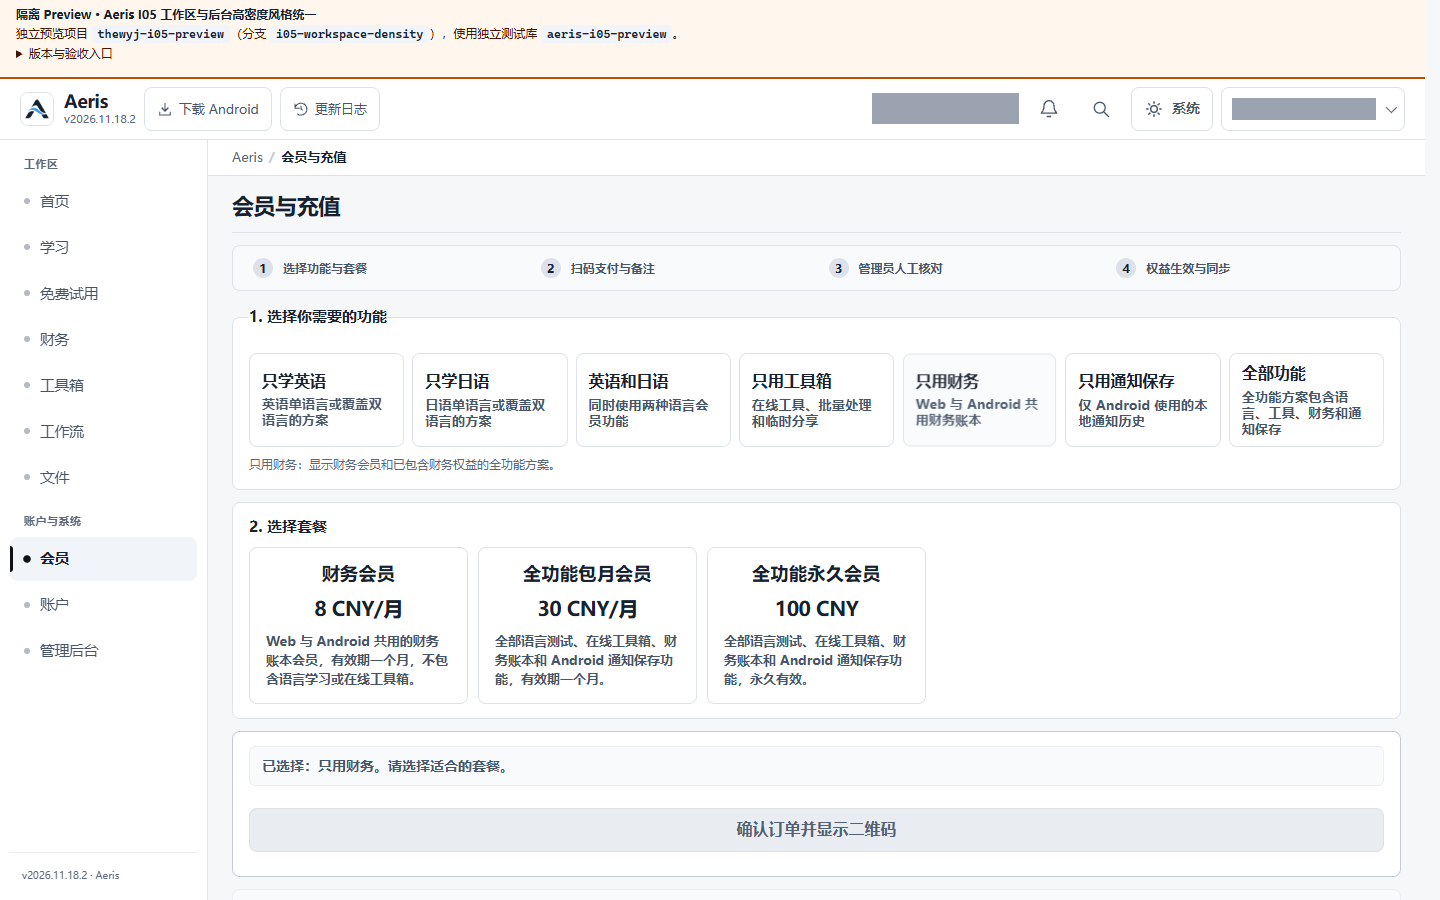 隔离 Preview • Aeris I05 工作区与后台高密度风格统一
独立预览项目 thewyj-i05-preview (分支 i05-workspace-density ) ，使用独立测试库 aeris-i05-preview 。
版本与验收入口
Aeris
v2026.11.18.2
下载 Android
更新日志
系统
工作区
首页
学习
免费试用
财务
工具箱
工作流
文件
账户与系统
会员
账户
管理后台
v2026.11.18.2 · Aeris
Aeris / 会员与充值
会员与充值
1 选择功能与套餐
2 扫码支付与备注
3 管理员人工核对
4 权益生效与同步
1. 选择你需要的功能
只学英语
英语单语言或覆盖双
语言的方案
只学日语
日语单语言或覆盖双
语言的方案
英语和日语
同时使用两种语言会
员功能
只用工具箱
在线工具、批量处理
和临时分享
只用财务
Web 与 Android 共
用财务账本
只用通知保存
仅 Android 使用的本
地通知历史
全部功能
全功能方案包含语
言、工具、财务和通
知保存
只用财务：显示财务会员和已包含财务权益的全功能方案。
2. 选择套餐
财务会员
8 CNY/月
Web 与 Android 共用的财务
账本会员，有效期一个月，不包
含语言学习或在线工具箱。
全功能包月会员
30 CNY/月
全部语言测试、在线工具箱、财
务账本和 Android 通知保存功
能，有效期一个月。
全功能永久会员
100 CNY
全部语言测试、在线工具箱、财
务账本和 Android 通知保存功
能，永久有效。
已选择：只用财务。请选择适合的套餐。
确认订单并显示二维码